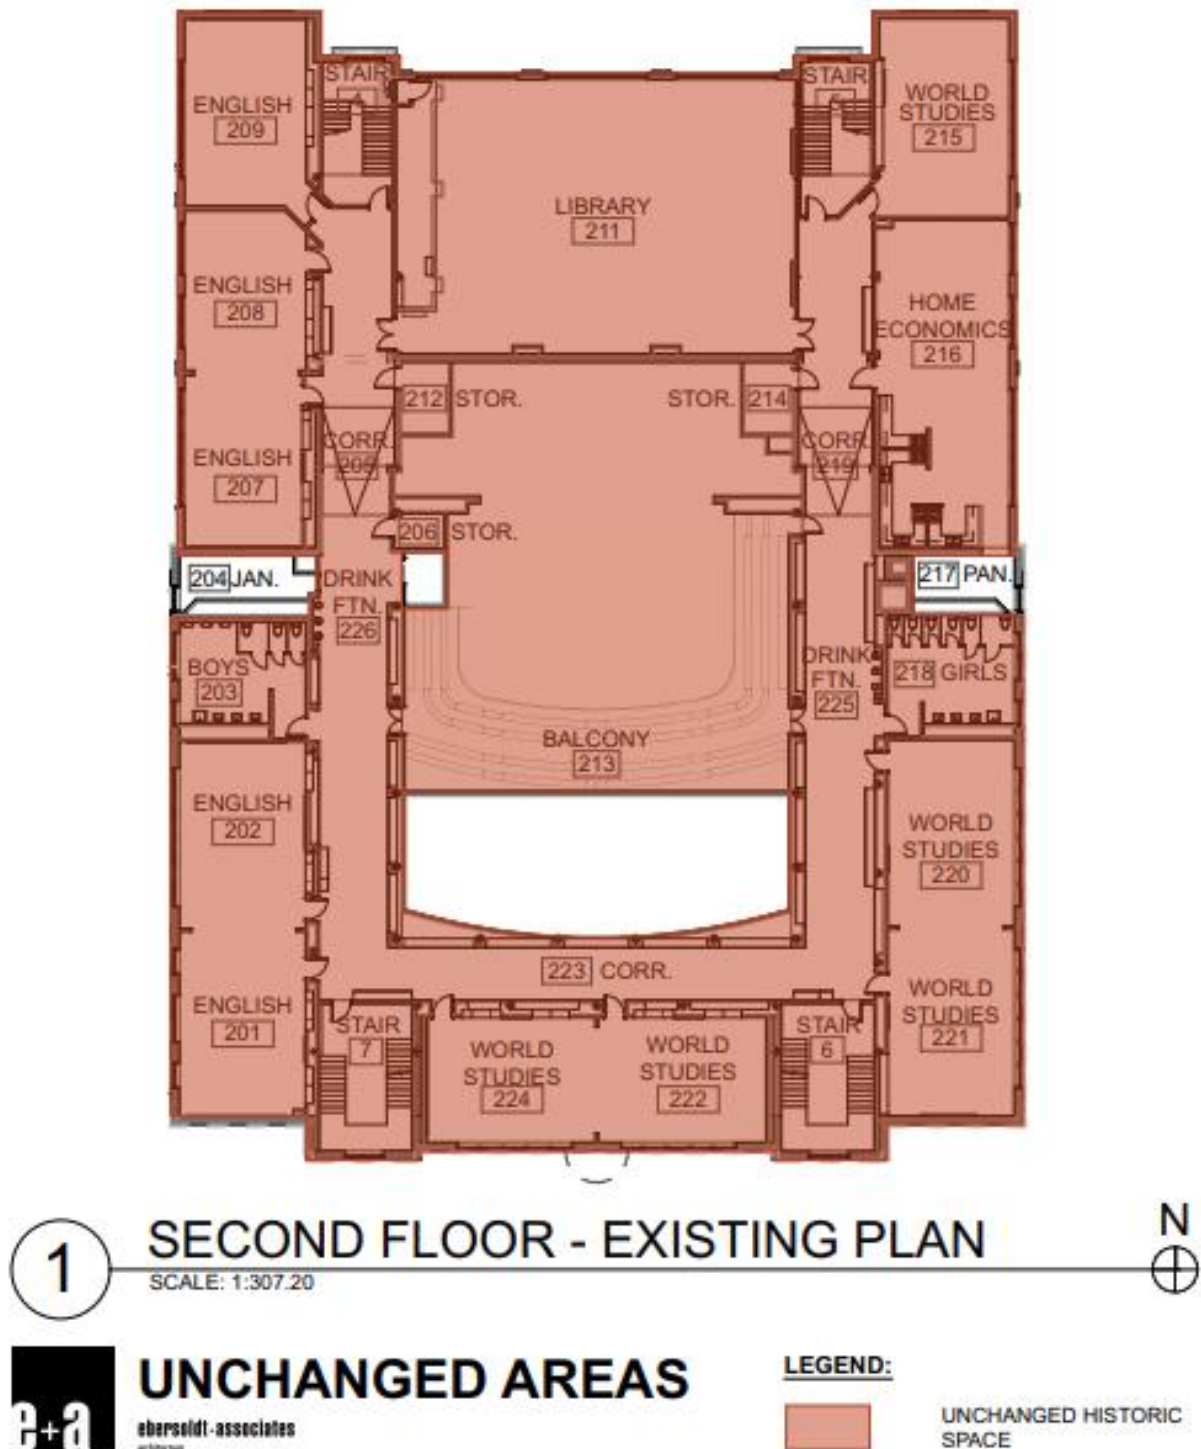 STAIR
4
STAIR
5
ENGLISH
209
WORLD
STUDIES
215
LIBRARY
211
ENGLISH
208
HOME
ECONOMICS
216
212 STOR.
STOR. 214
CORR.
205
CORR.
219
ENGLISH
207
206 STOR.
204 JAN.
DRINK
FTN.
226
217 PAN.
BOYS
203
DRINK
FTN.
225
218 GIRLS
BALCONY
213
ENGLISH
202
WORLD
STUDIES
220
223 CORR.
ENGLISH
201
WORLD
STUDIES
221
STAIR
7
WORLD
STUDIES
224
WORLD
STUDIES
222
STAIR
6
1
SECOND FLOOR - EXISTING PLAN
SCALE: 1:307.20
N
e+a
UNCHANGED AREAS
ebersoldt+associates
LEGEND:
UNCHANGED HISTORIC
SPACE